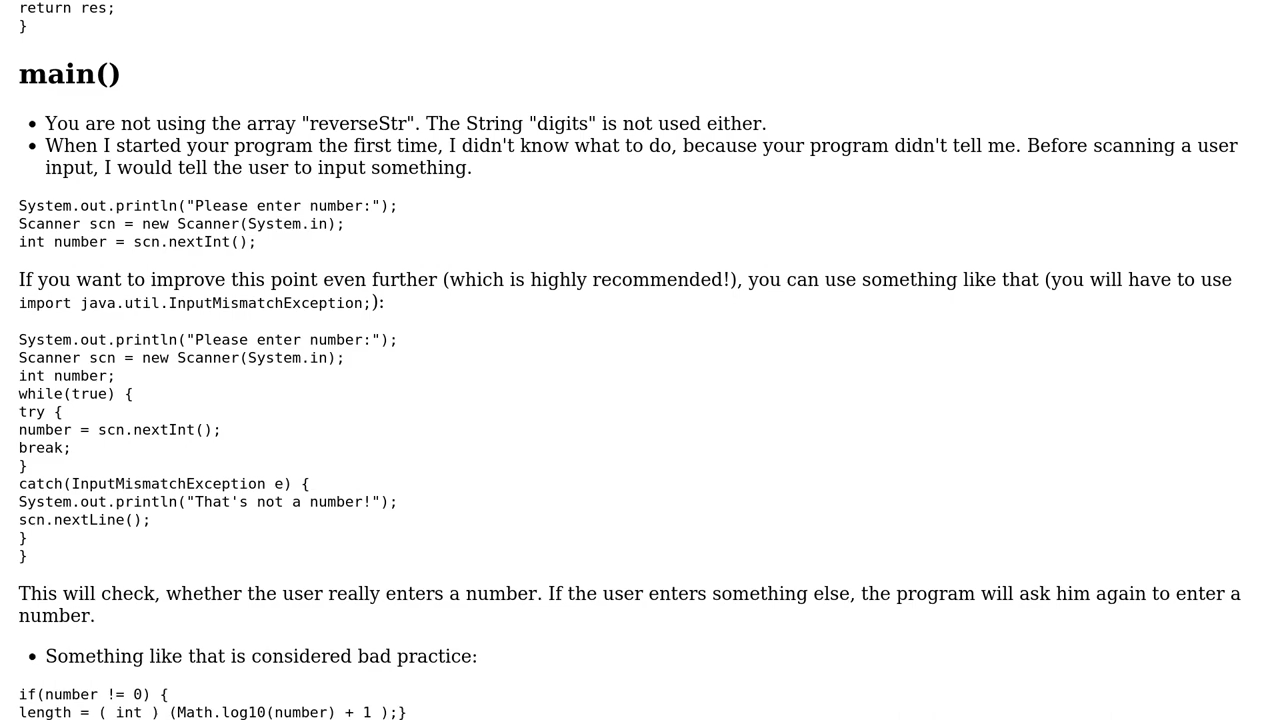 return res;
}
main()
• You are not using the array "reverseStr". The String "digits" is not used either.
• When I started your program the first time, I didn't know what to do, because your program didn't tell me. Before scanning a user
input, I would tell the user to input something.
System.out.println("Please enter number:");
Scanner scn = new Scanner(System.in);
int number = scn.nextInt();
If you want to improve this point even further (which is highly recommended!), you can use something like that (you will have to use
import java.util.InputMismatchException;):
System.out.println("Please enter number:");
Scanner scn = new Scanner(System.in);
int number;
while(true) {
try {
number = scn.nextInt();
break;
}
catch(InputMismatchException e) {
System.out.println("That's not a number!");
scn.nextLine();
}
}
This will check, whether the user really enters a number. If the user enters something else, the program will ask him again to enter a
number.
• Something like that is considered bad practice:
if(number != 0) {
length = ( int ) (Math.log10(number) + 1 );}